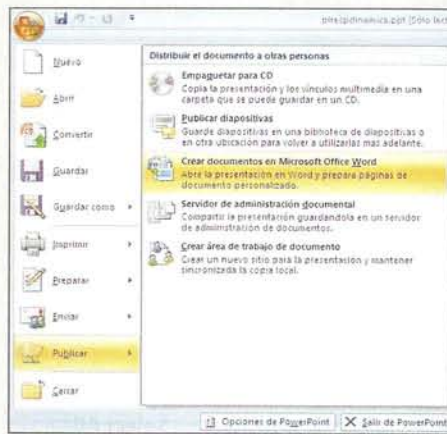 [Sólo lect
Distribuir el documento a otras personas
Nuevo
Abrir
Convertir
Guardar
Guardar como
Imprimir
Preparar
Enviar
Publicar
Cerrar
Empaquetar para CD
Copia la presentación y los vínculos multimedia en una
carpeta que se puede guardar en un CD.
Publicar diapositivas
Guarde diapositivas en una biblioteca de diapositivas o
en otra ubicación para volver a utilizarlas más adelante.
Crear documentos en Microsoft Office Word
Abre la presentación en Word y prepara páginas de
documento personalizado.
Servidor de administración documental
Compartir la presentación guardándola en un servidor
de administración de documentos.
Crear área de trabajo de documento
Crear un nuevo sitio para la presentación y mantener
sincronizada la copia local.
Opciones de PowerPoint
Salir de PowerPoint